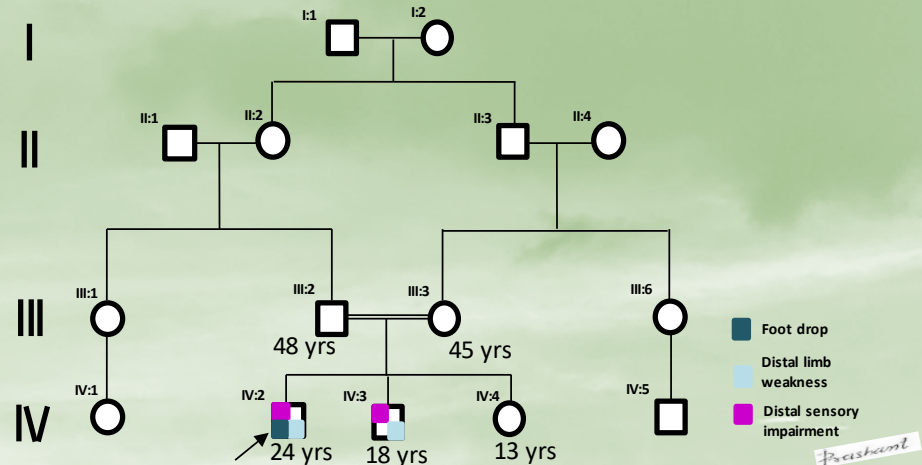 I
I:1
I:2
II
II:1
II:2
II:3
II:4
III
III:1
III:2
III:3
III:6
48 yrs
45 yrs
IV
IV:1
IV:2
IV:3
IV:4
IV:5
24 yrs
18 yrs
13 yrs
Foot drop
Distal limb
weakness
Distal sensory
impairment
Prashant